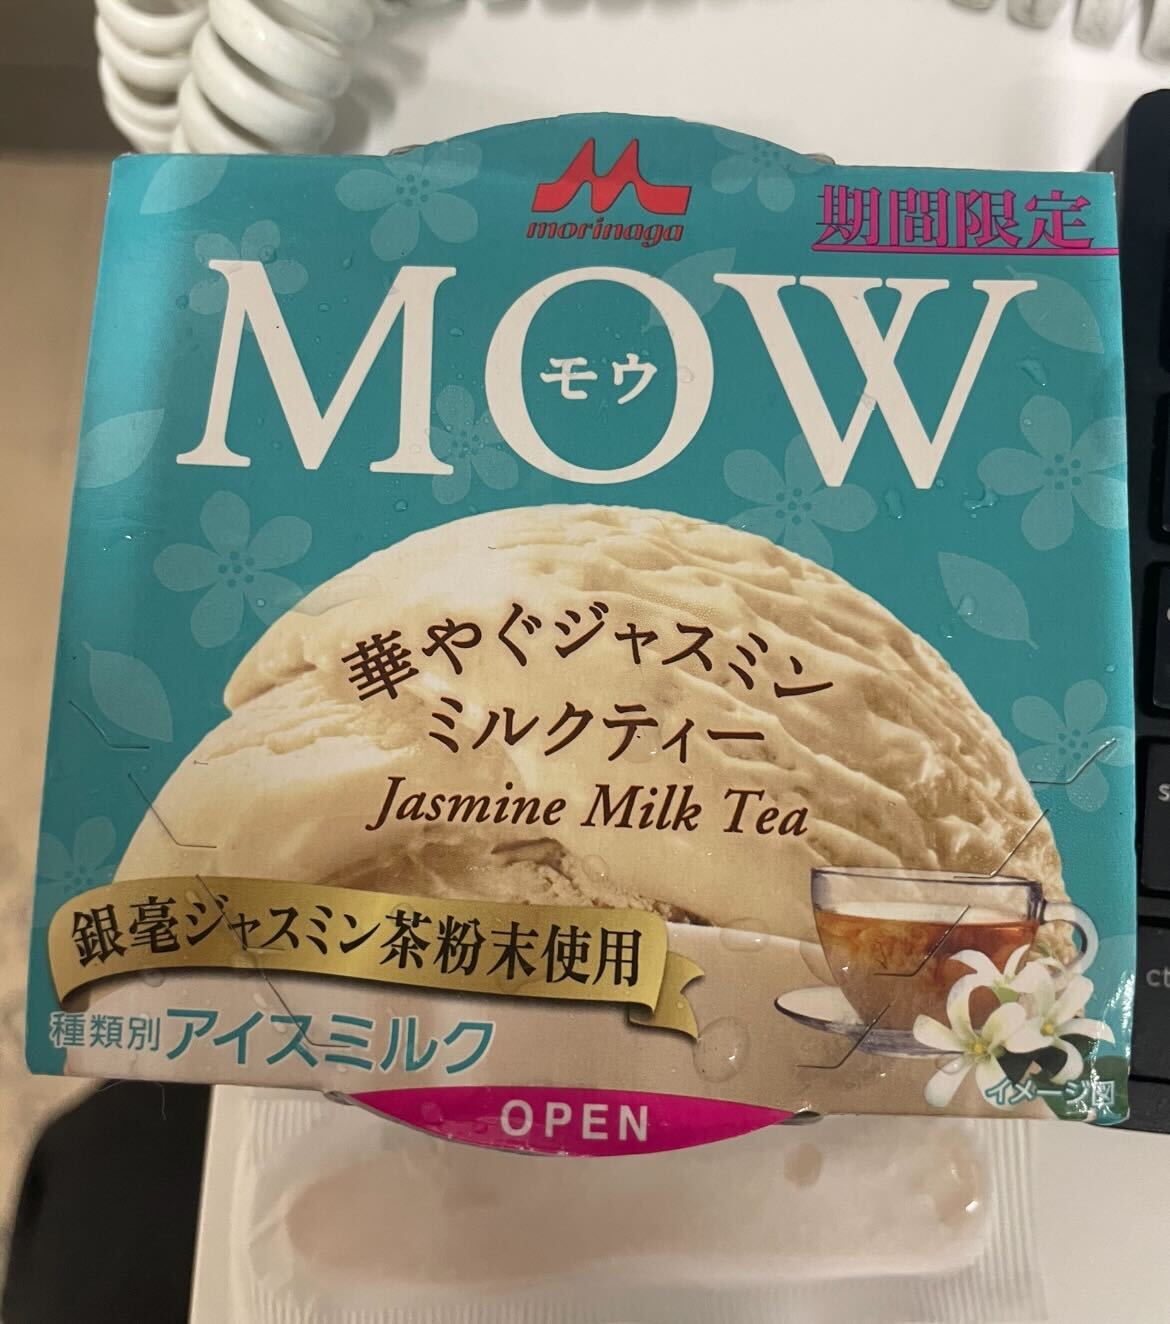 morinaga
期間限定
MOW
モウ
華やぐジャスミン
ミルクティー
Jasmine Milk Tea
銀毫ジャスミン茶粉末使用
種類別アイスミルク
イメージ図
OPEN